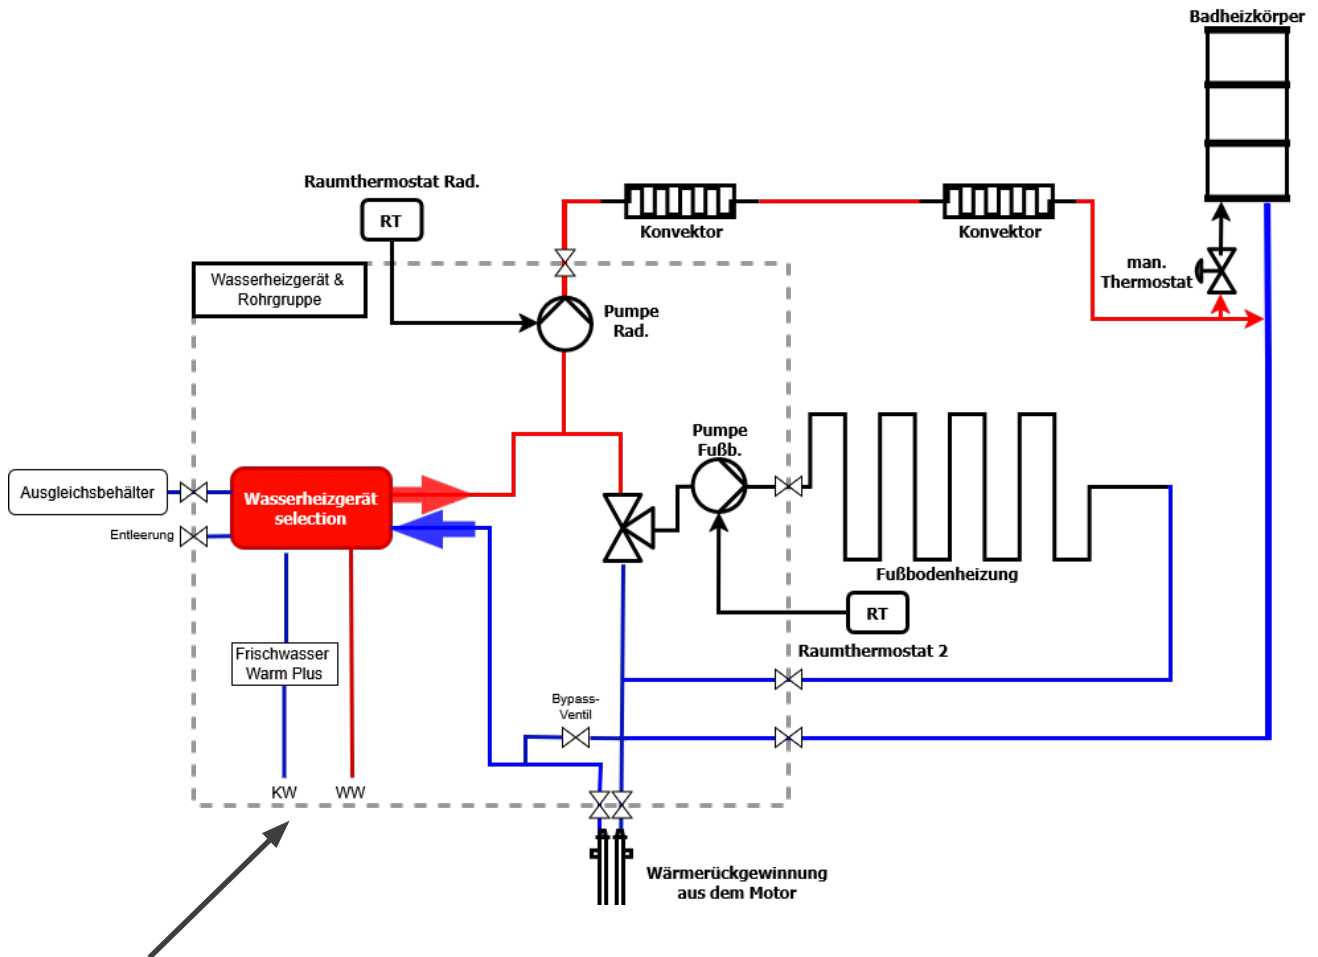 Badheizkörper
Raumthermostat Rad.
RT
Konvektor
Konvektor
man.
Thermostat
Wasserheizgerät &
Rohrgruppe
Pumpe
Rad.
Pumpe
Fußb.
Ausgleichsbehälter
Wasserheizgerät
selection
Entleerung
Fußbodenheizung
RT
Raumthermostat 2
Frischwasser
Warm Plus
Bypass-
Ventil
KW
WW
Wärmerückgewinnung
aus dem Motor